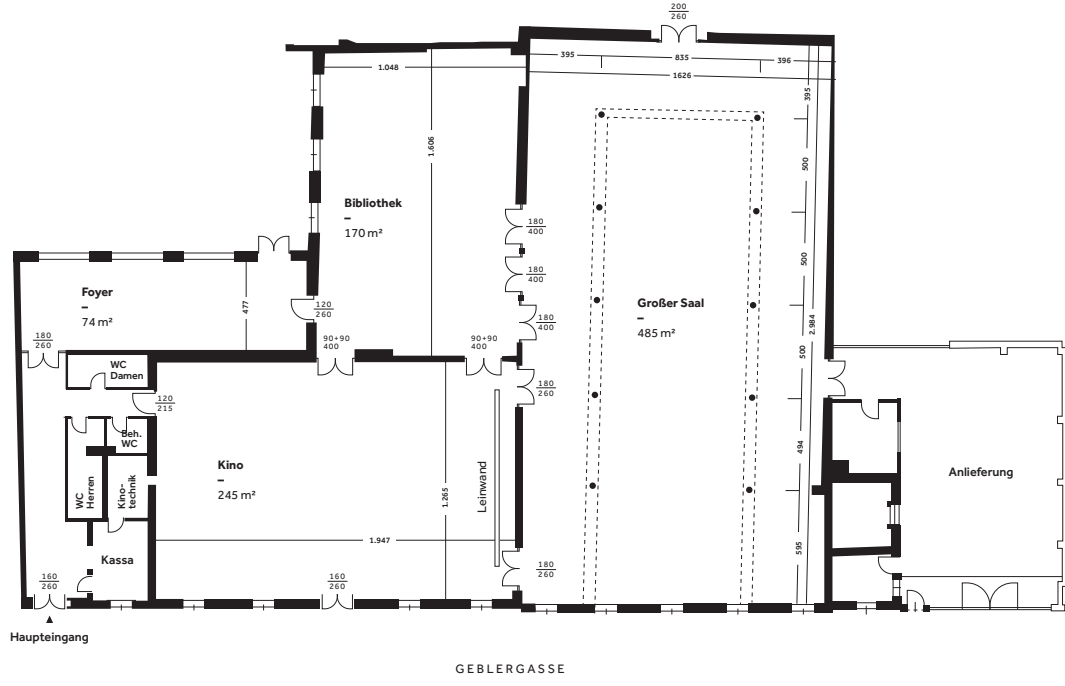 200
260
395
835
396
1626
1.048
1.606
395
500
500
500
494
595
2.984
Bibliothek
–
170 m²
180
400
180
400
180
400
Foyer
–
74 m²
477
120
260
Großer Saal
–
485 m²
180
260
90+90
400
90+90
400
WC
Damen
120
215
180
260
Beh.
WC
WC
Herren
Kino-
technik
Kino
–
245 m²
1.265
Leinwand
1.947
Anlieferung
Kassa
160
260
160
260
180
260
Haupteingang
GEBLERGASSE